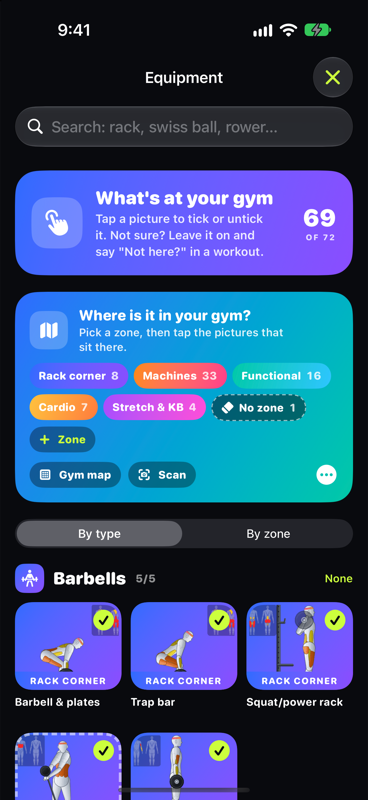 9:41
Equipment
Search: rack, swiss ball, rower...
What's at your gym
Tap a picture to tick or untick
it. Not sure? Leave it on and
say "Not here?" in a workout.
69
OF 72
Where is it in your gym?
Pick a zone, then tap the pictures that
sit there.
Rack corner 8
Machines 33
Functional 16
Cardio 7
Stretch & KB 4
No zone 1
+ Zone
Gym map
Scan
By type
By zone
Barbells 5/5
None
RACK CORNER
RACK CORNER
RACK CORNER
Barbell & plates
Trap bar
Squat/power rack